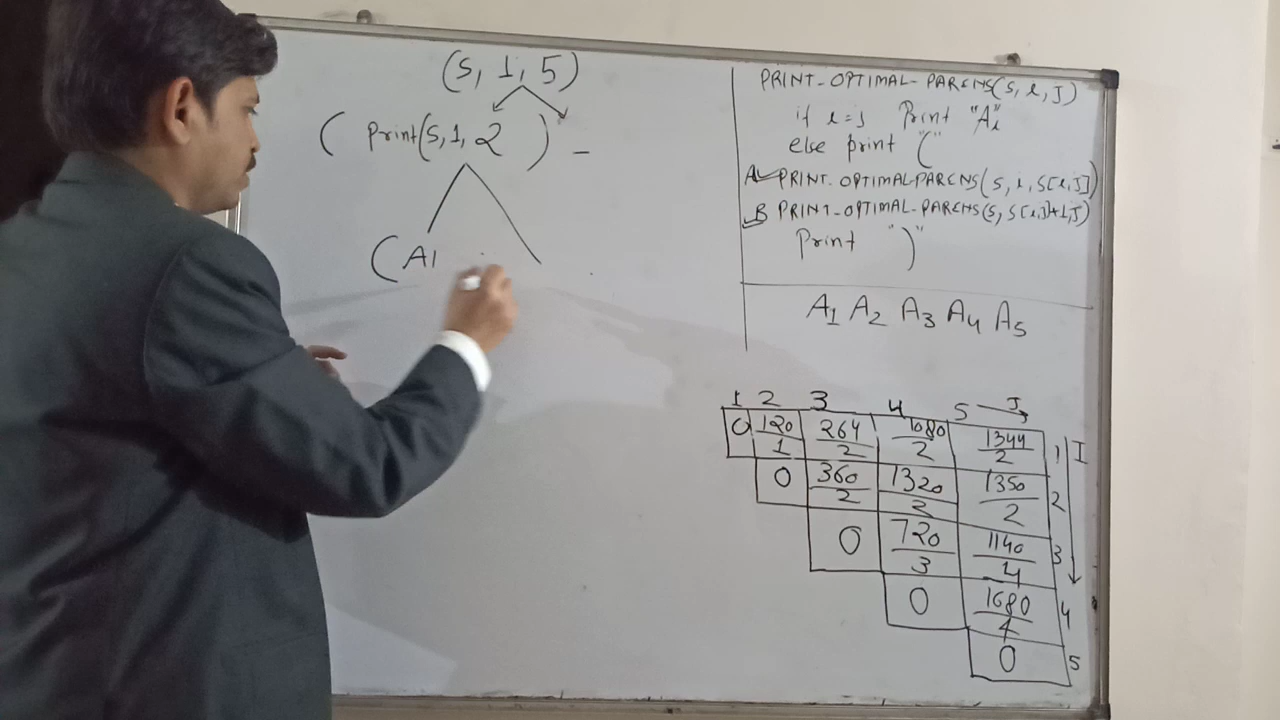 (S, 1, 5)
( Print(S, 1, 2 ) -
(A1
PRINT-OPTIMAL-PARENS(S, i, J)
if i=j Print "Ai"
else print "("
A PRINT-OPTIMALPARENS(S, i, S[i,J])
B PRINT-OPTIMAL-PARENS(S, S[i,J]+1,J)
Print ")"
A1 A2 A3 A4 A5
1 2 3 4 5 J
0 120/1 264/2 1080/2 1344/2 1 I
0 360/2 1320/2 1350/2 2
0 720/3 1140/4 3
0 1680/4 4
0 5